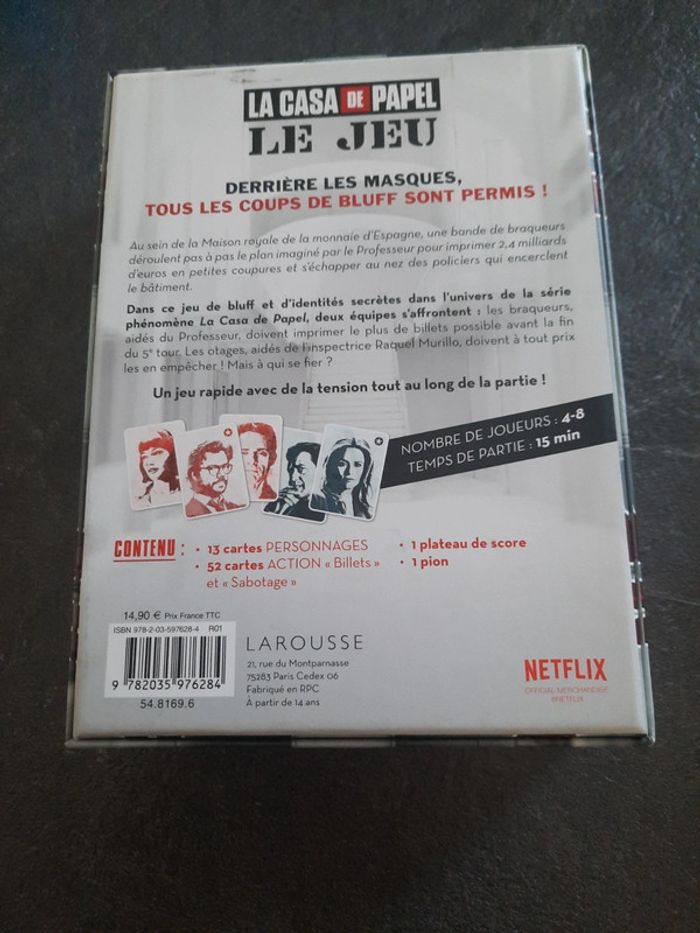 LA CASA DE PAPEL
LE JEU
DERRIÈRE LES MASQUES,
TOUS LES COUPS DE BLUFF SONT PERMIS !
Au sein de la Maison royale de la monnaie d'Espagne, une bande de braqueurs
déroulent pas à pas le plan imaginé par le Professeur pour imprimer 2,4 milliards
d'euros en petites coupures et s'échapper au nez des policiers qui encerclent
le bâtiment.
Dans ce jeu de bluff et d'identités secrètes dans l'univers de la série
phénomène La Casa de Papel, deux équipes s'affrontent : les braqueurs,
aidés du Professeur, doivent imprimer le plus de billets possible avant la fin
du 5e tour. Les otages, aidés de l'inspectrice Raquel Murillo, doivent à tout prix
les en empêcher ! Mais à qui se fier ?
Un jeu rapide avec de la tension tout au long de la partie !
NOMBRE DE JOUEURS : 4-8
TEMPS DE PARTIE : 15 min
CONTENU :
• 13 cartes PERSONNAGES
• 52 cartes ACTION « Billets »
et « Sabotage »
• 1 plateau de score
• 1 pion
14,90 € Prix France TTC
ISBN 978-2-03-597628-4 R01
9 782035 976284
54.8169.6
LAROUSSE
21, rue du Montparnasse
75283 Paris Cedex 06
Fabriqué en RPC
À partir de 14 ans
NETFLIX
OFFICIAL MERCHANDISE
#NETFLIX